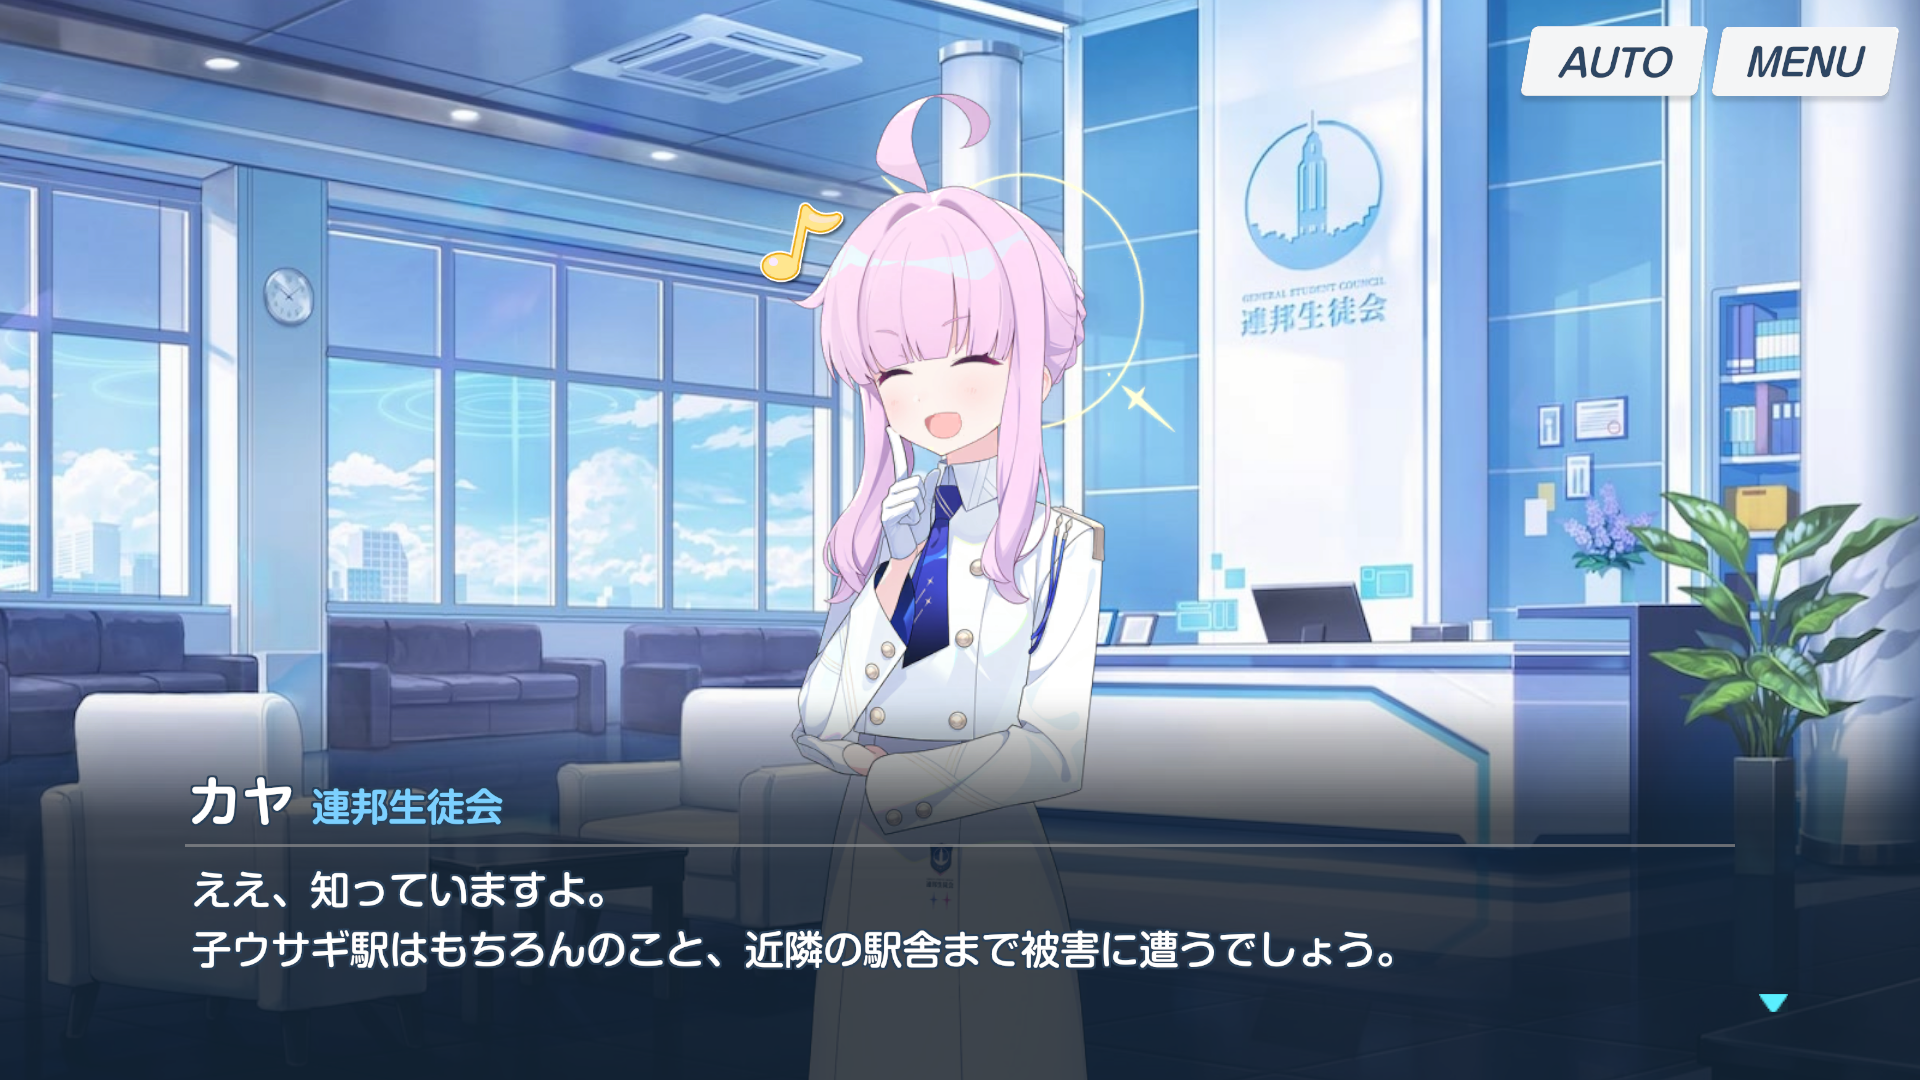 AUTO MENU
GENERAL STUDENT COUNCIL
連邦生徒会
カヤ 連邦生徒会
ええ、知っていますよ。
子ウサギ駅はもちろんのこと、近隣の駅舎まで被害に遭うでしょう。